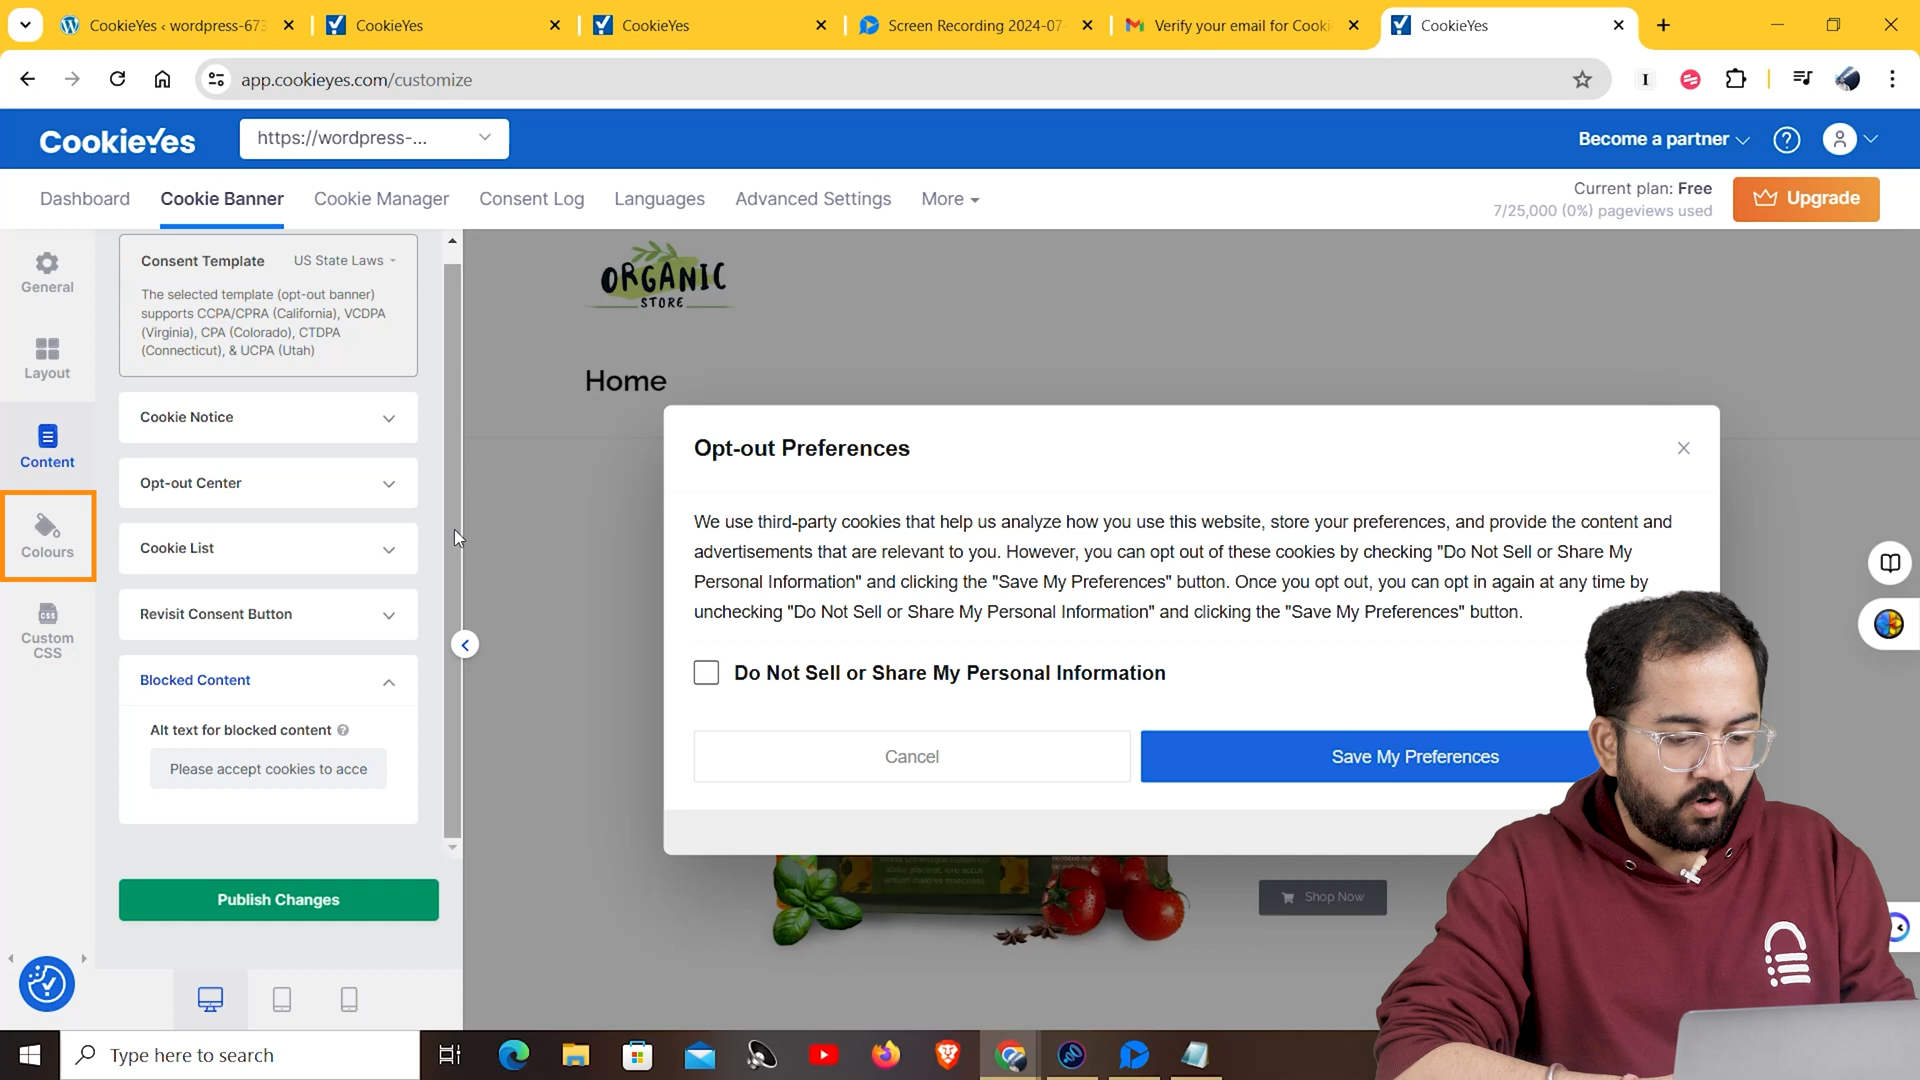 CookieYes ‹ wordpress-673
CookieYes
CookieYes
Screen Recording 2024-07-
Verify your email for Cooki
CookieYes
app.cookieyes.com/customize
CookieYes
https://wordpress-...
Become a partner
Dashboard
Cookie Banner
Cookie Manager
Consent Log
Languages
Advanced Settings
More
Current plan: Free
7/25,000 (0%) pageviews used
Upgrade
General
Layout
Content
Colours
CSS
Custom
CSS
Consent Template
US State Laws
The selected template (opt-out banner)
supports CCPA/CPRA (California), VCDPA
(Virginia), CPA (Colorado), CTDPA
(Connecticut), & UCPA (Utah)
Cookie Notice
Opt-out Center
Cookie List
Revisit Consent Button
Blocked Content
Alt text for blocked content
Please accept cookies to acce
Publish Changes
ORGANIC
STORE
Home
Opt-out Preferences
We use third-party cookies that help us analyze how you use this website, store your preferences, and provide the content and
advertisements that are relevant to you. However, you can opt out of these cookies by checking "Do Not Sell or Share My
Personal Information" and clicking the "Save My Preferences" button. Once you opt out, you can opt in again at any time by
unchecking "Do Not Sell or Share My Personal Information" and clicking the "Save My Preferences" button.
Do Not Sell or Share My Personal Information
Cancel
Save My Preferences
Shop Now
Type here to search